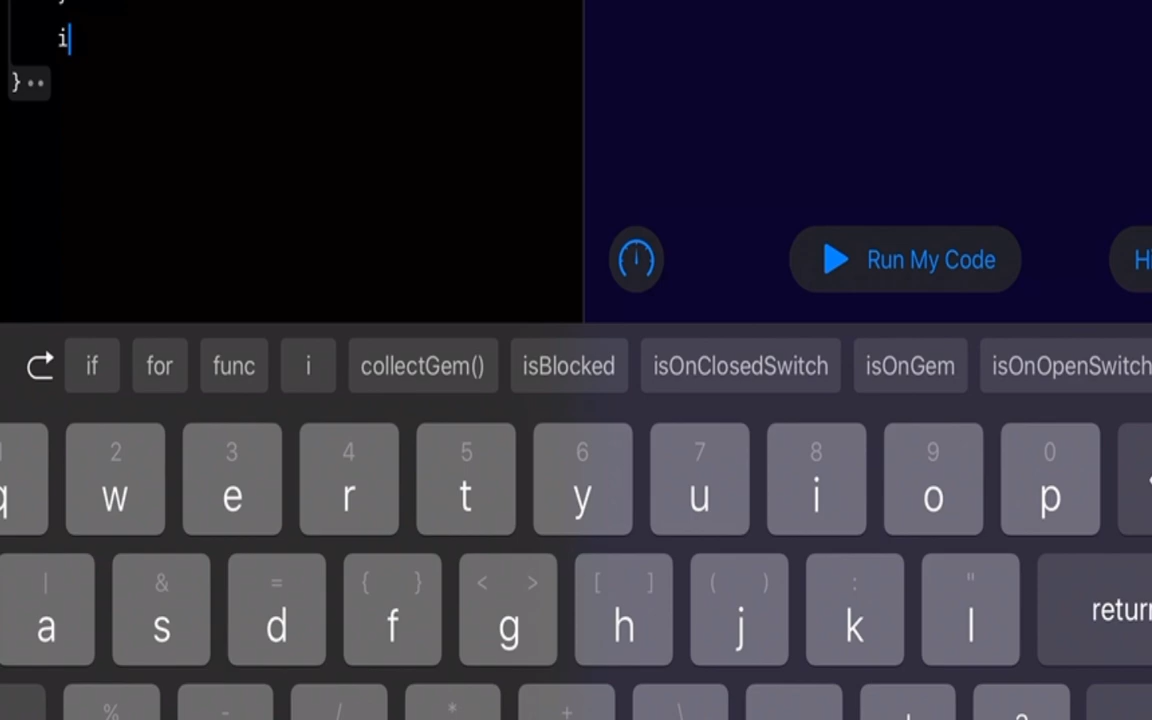 i
}
Run My Code
if for func i collectGem() isBlocked isOnClosedSwitch isOnGem isOnOpenSwitch
2 3 4 5 6 7 8 9 0
q w e r t y u i o p
| & = { } < > [ ] ( ) : "
a s d f g h j k l return
% - / * + \